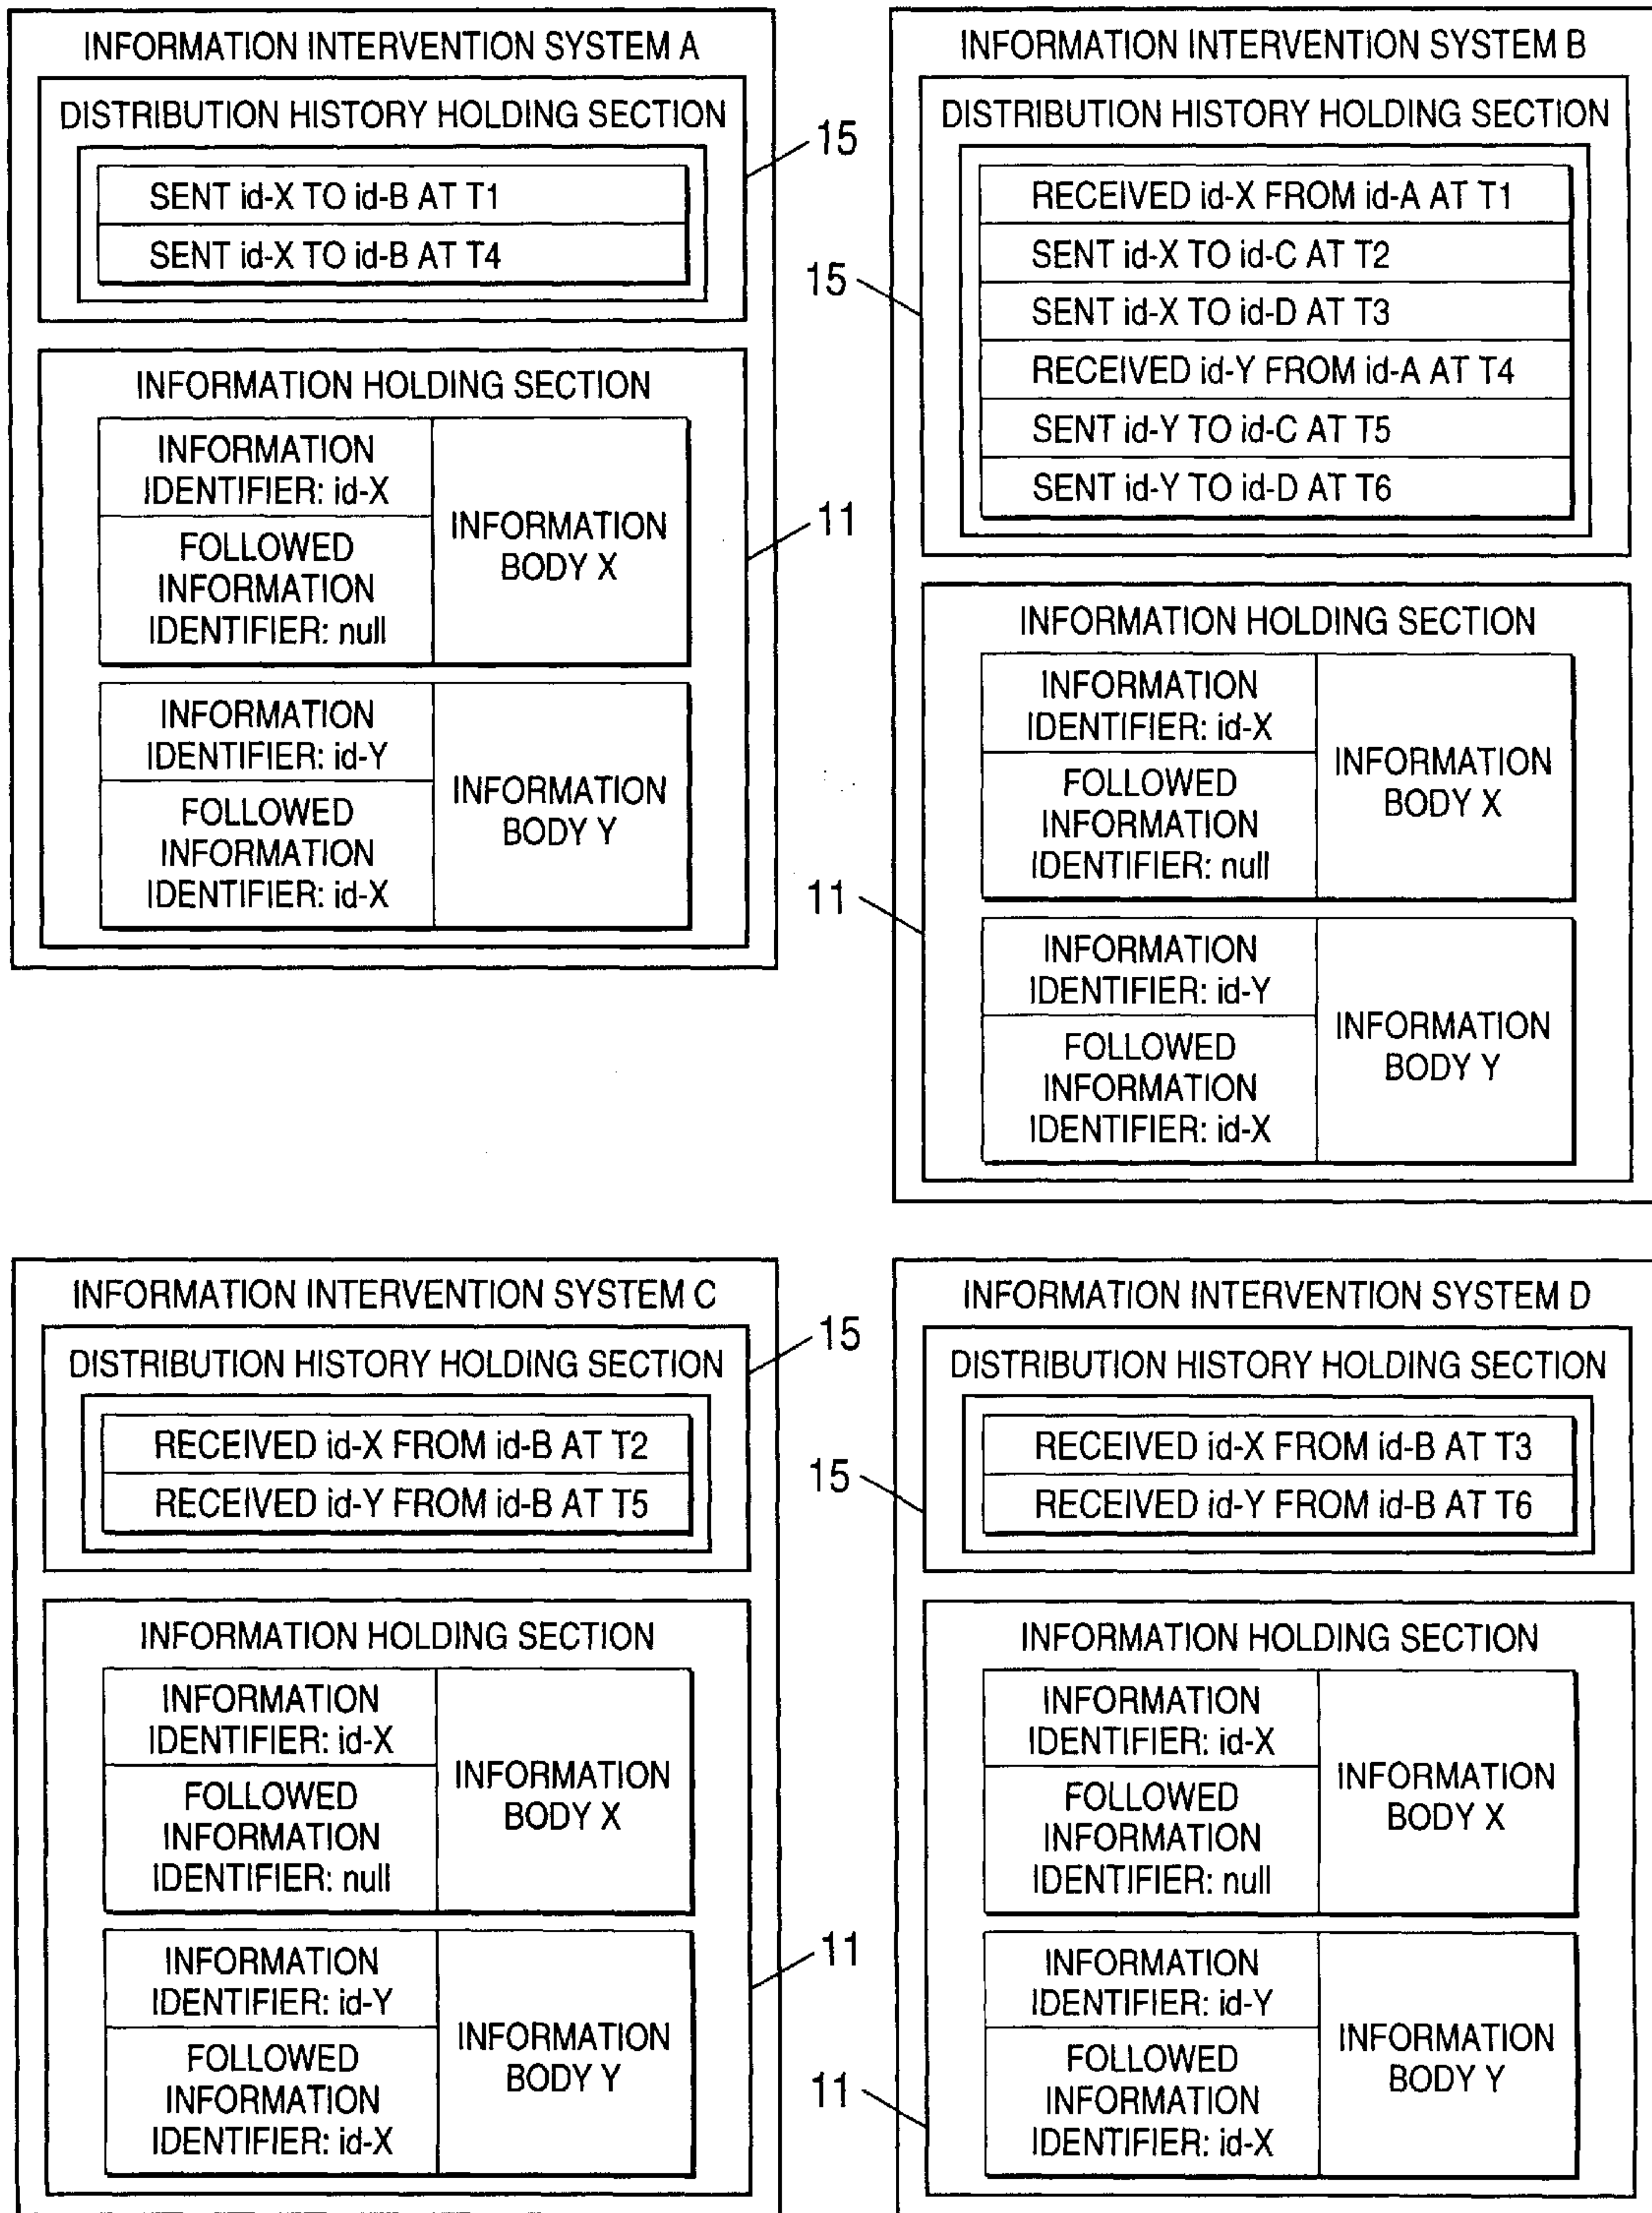 INFORMATION INTERVENTION SYSTEM A
DISTRIBUTION HISTORY HOLDING SECTION
15
SENT id-X TO id-B AT T1
SENT id-X TO id-B AT T4
INFORMATION HOLDING SECTION
11
INFORMATION
IDENTIFIER: id-X
FOLLOWED
INFORMATION
IDENTIFIER: null
INFORMATION
BODY X
INFORMATION
IDENTIFIER: id-Y
FOLLOWED
INFORMATION
IDENTIFIER: id-X
INFORMATION
BODY Y
INFORMATION INTERVENTION SYSTEM B
DISTRIBUTION HISTORY HOLDING SECTION
15
RECEIVED id-X FROM id-A AT T1
SENT id-X TO id-C AT T2
SENT id-X TO id-D AT T3
RECEIVED id-Y FROM id-A AT T4
SENT id-Y TO id-C AT T5
SENT id-Y TO id-D AT T6
INFORMATION HOLDING SECTION
11
INFORMATION
IDENTIFIER: id-X
FOLLOWED
INFORMATION
IDENTIFIER: null
INFORMATION
BODY X
INFORMATION
IDENTIFIER: id-Y
FOLLOWED
INFORMATION
IDENTIFIER: id-X
INFORMATION
BODY Y
INFORMATION INTERVENTION SYSTEM C
DISTRIBUTION HISTORY HOLDING SECTION
15
RECEIVED id-X FROM id-B AT T2
RECEIVED id-Y FROM id-B AT T5
INFORMATION HOLDING SECTION
11
INFORMATION
IDENTIFIER: id-X
FOLLOWED
INFORMATION
IDENTIFIER: null
INFORMATION
BODY X
INFORMATION
IDENTIFIER: id-Y
FOLLOWED
INFORMATION
IDENTIFIER: id-X
INFORMATION
BODY Y
INFORMATION INTERVENTION SYSTEM D
DISTRIBUTION HISTORY HOLDING SECTION
15
RECEIVED id-X FROM id-B AT T3
RECEIVED id-Y FROM id-B AT T6
INFORMATION HOLDING SECTION
11
INFORMATION
IDENTIFIER: id-X
FOLLOWED
INFORMATION
IDENTIFIER: null
INFORMATION
BODY X
INFORMATION
IDENTIFIER: id-Y
FOLLOWED
INFORMATION
IDENTIFIER: id-X
INFORMATION
BODY Y